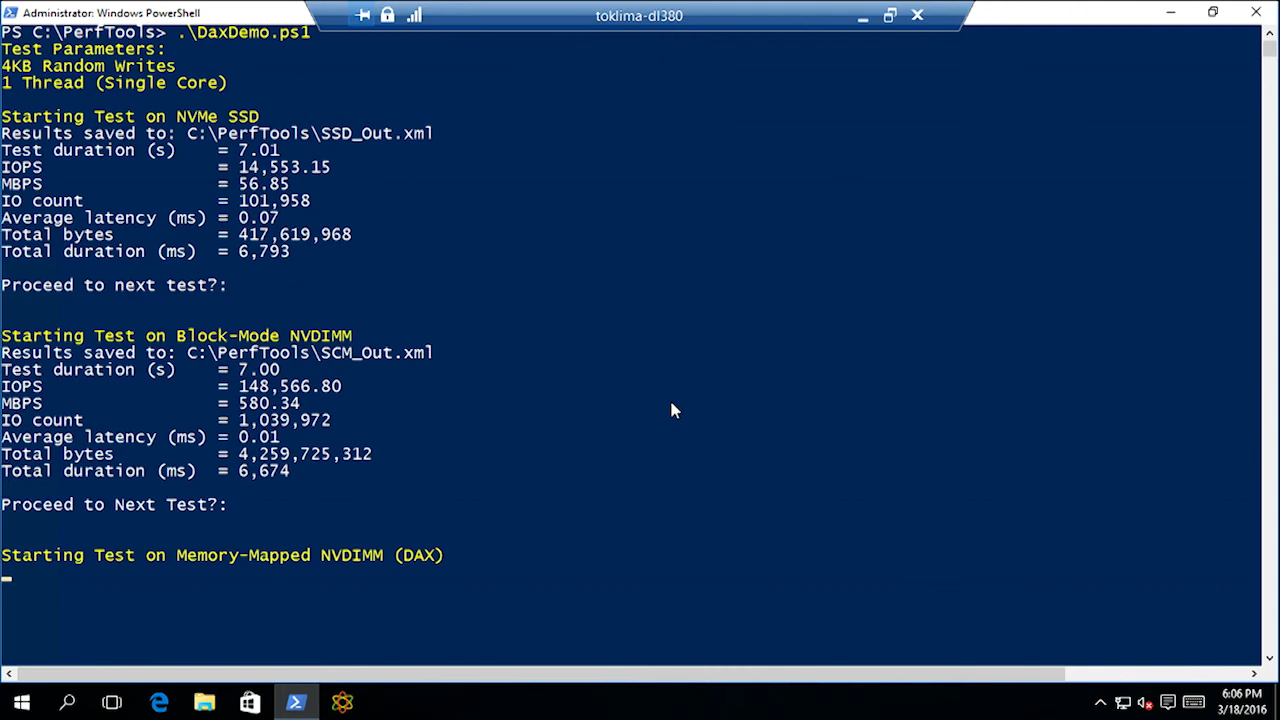 Administrator: Windows PowerShell
toklima-dl380
PS C:\PerfTools> .\DaxDemo.ps1
Test Parameters:
4KB Random Writes
1 Thread (Single Core)
Starting Test on NVMe SSD
Results saved to: C:\PerfTools\SSD_Out.xml
Test duration (s) = 7.01
IOPS = 14,553.15
MBPS = 56.85
IO count = 101,958
Average latency (ms) = 0.07
Total bytes = 417,619,968
Total duration (ms) = 6,793
Proceed to next test?:
Starting Test on Block-Mode NVDIMM
Results saved to: C:\PerfTools\SCM_Out.xml
Test duration (s) = 7.00
IOPS = 148,566.80
MBPS = 580.34
IO count = 1,039,972
Average latency (ms) = 0.01
Total bytes = 4,259,725,312
Total duration (ms) = 6,674
Proceed to Next Test?:
Starting Test on Memory-Mapped NVDIMM (DAX)
6:06 PM
3/18/2016